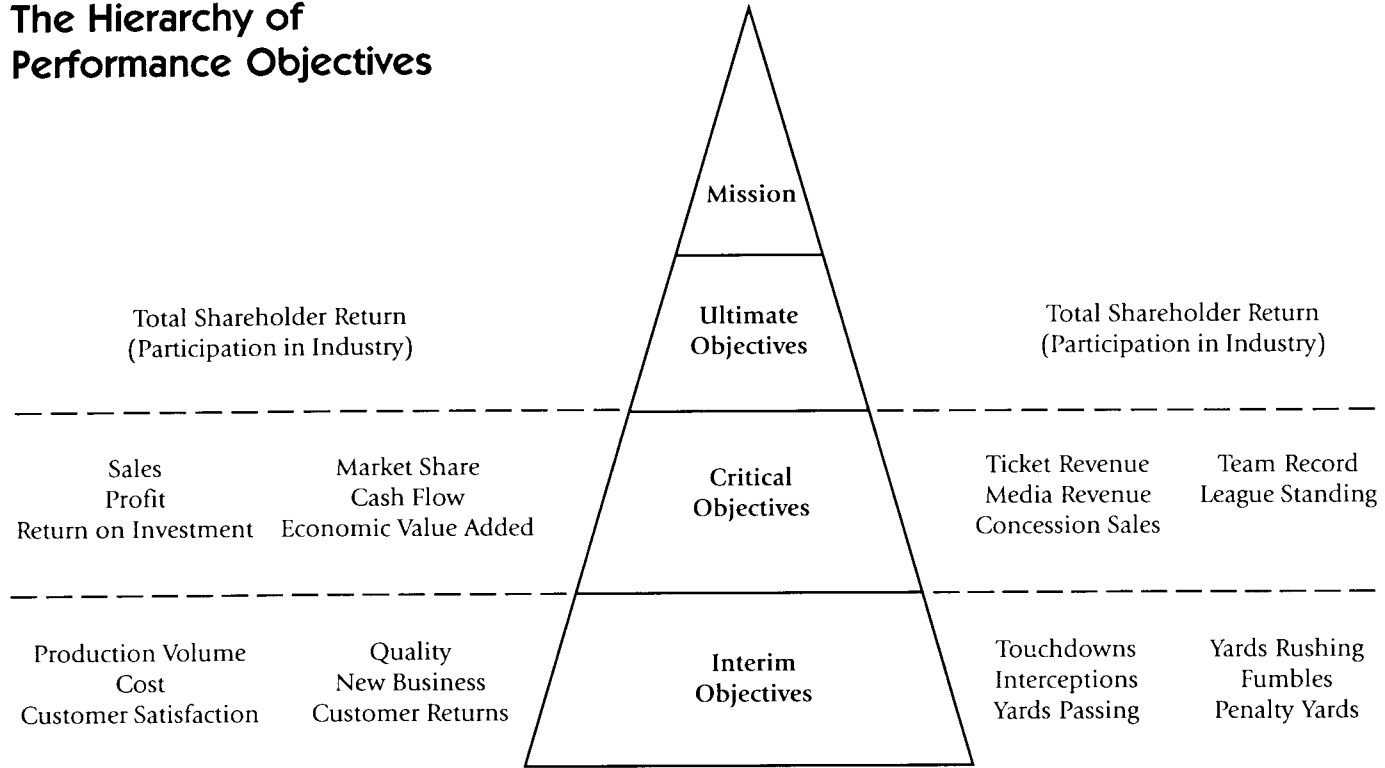 The Hierarchy of
Performance Objectives
Mission
Total Shareholder Return
(Participation in Industry)
Ultimate
Objectives
Total Shareholder Return
(Participation in Industry)
Sales
Profit
Return on Investment
Market Share
Cash Flow
Economic Value Added
Critical
Objectives
Ticket Revenue
Media Revenue
Concession Sales
Team Record
League Standing
Production Volume
Cost
Customer Satisfaction
Quality
New Business
Customer Returns
Interim
Objectives
Touchdowns
Interceptions
Yards Passing
Yards Rushing
Fumbles
Penalty Yards